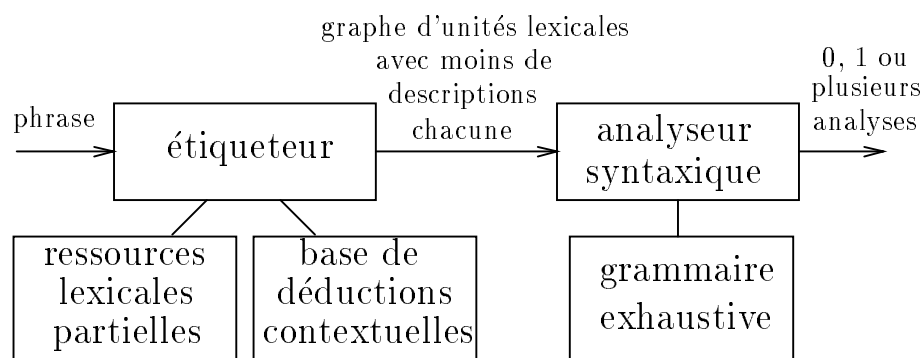 phrase
étiqueteur
graphe d'unités lexicales
avec moins de
descriptions
chacune
analyseur
syntaxique
0, 1 ou
plusieurs
analyses
ressources
lexicales
partielles
base de
déductions
contextuelles
grammaire
exhaustive